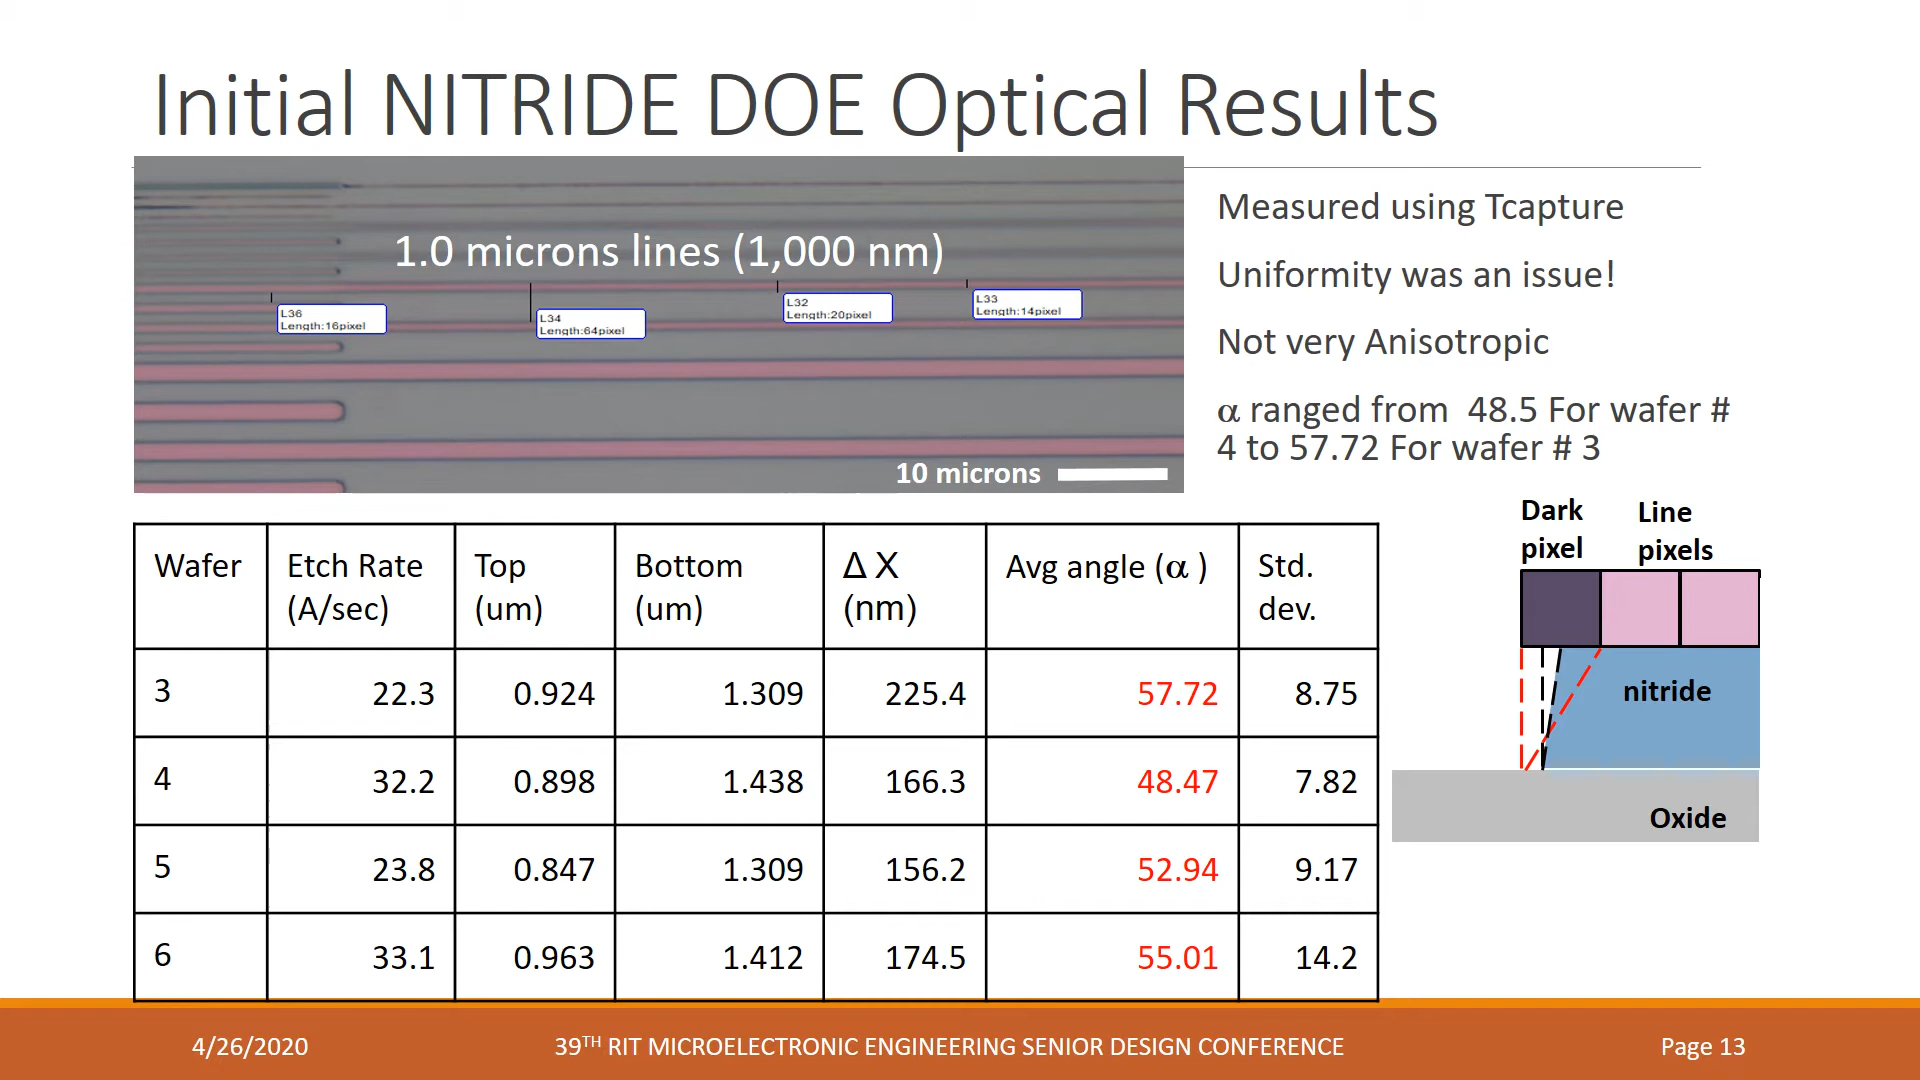 Initial NITRIDE DOE Optical Results
1.0 microns lines (1,000 nm)
L36
Length:16pixel
L34
Length:64pixel
L32
Length:20pixel
L33
Length:14pixel
10 microns
Measured using Tcapture
Uniformity was an issue!
Not very Anisotropic
α ranged from 48.5 For wafer #
4 to 57.72 For wafer # 3
Dark
pixel
Line
pixels
nitride
Oxide
Wafer Etch Rate (A/sec) Top (um) Bottom (um) Δ X (nm) Avg angle (α ) Std. dev.
3 22.3 0.924 1.309 225.4 57.72 8.75
4 32.2 0.898 1.438 166.3 48.47 7.82
5 23.8 0.847 1.309 156.2 52.94 9.17
6 33.1 0.963 1.412 174.5 55.01 14.2
4/26/2020
39TH RIT MICROELECTRONIC ENGINEERING SENIOR DESIGN CONFERENCE
Page 13